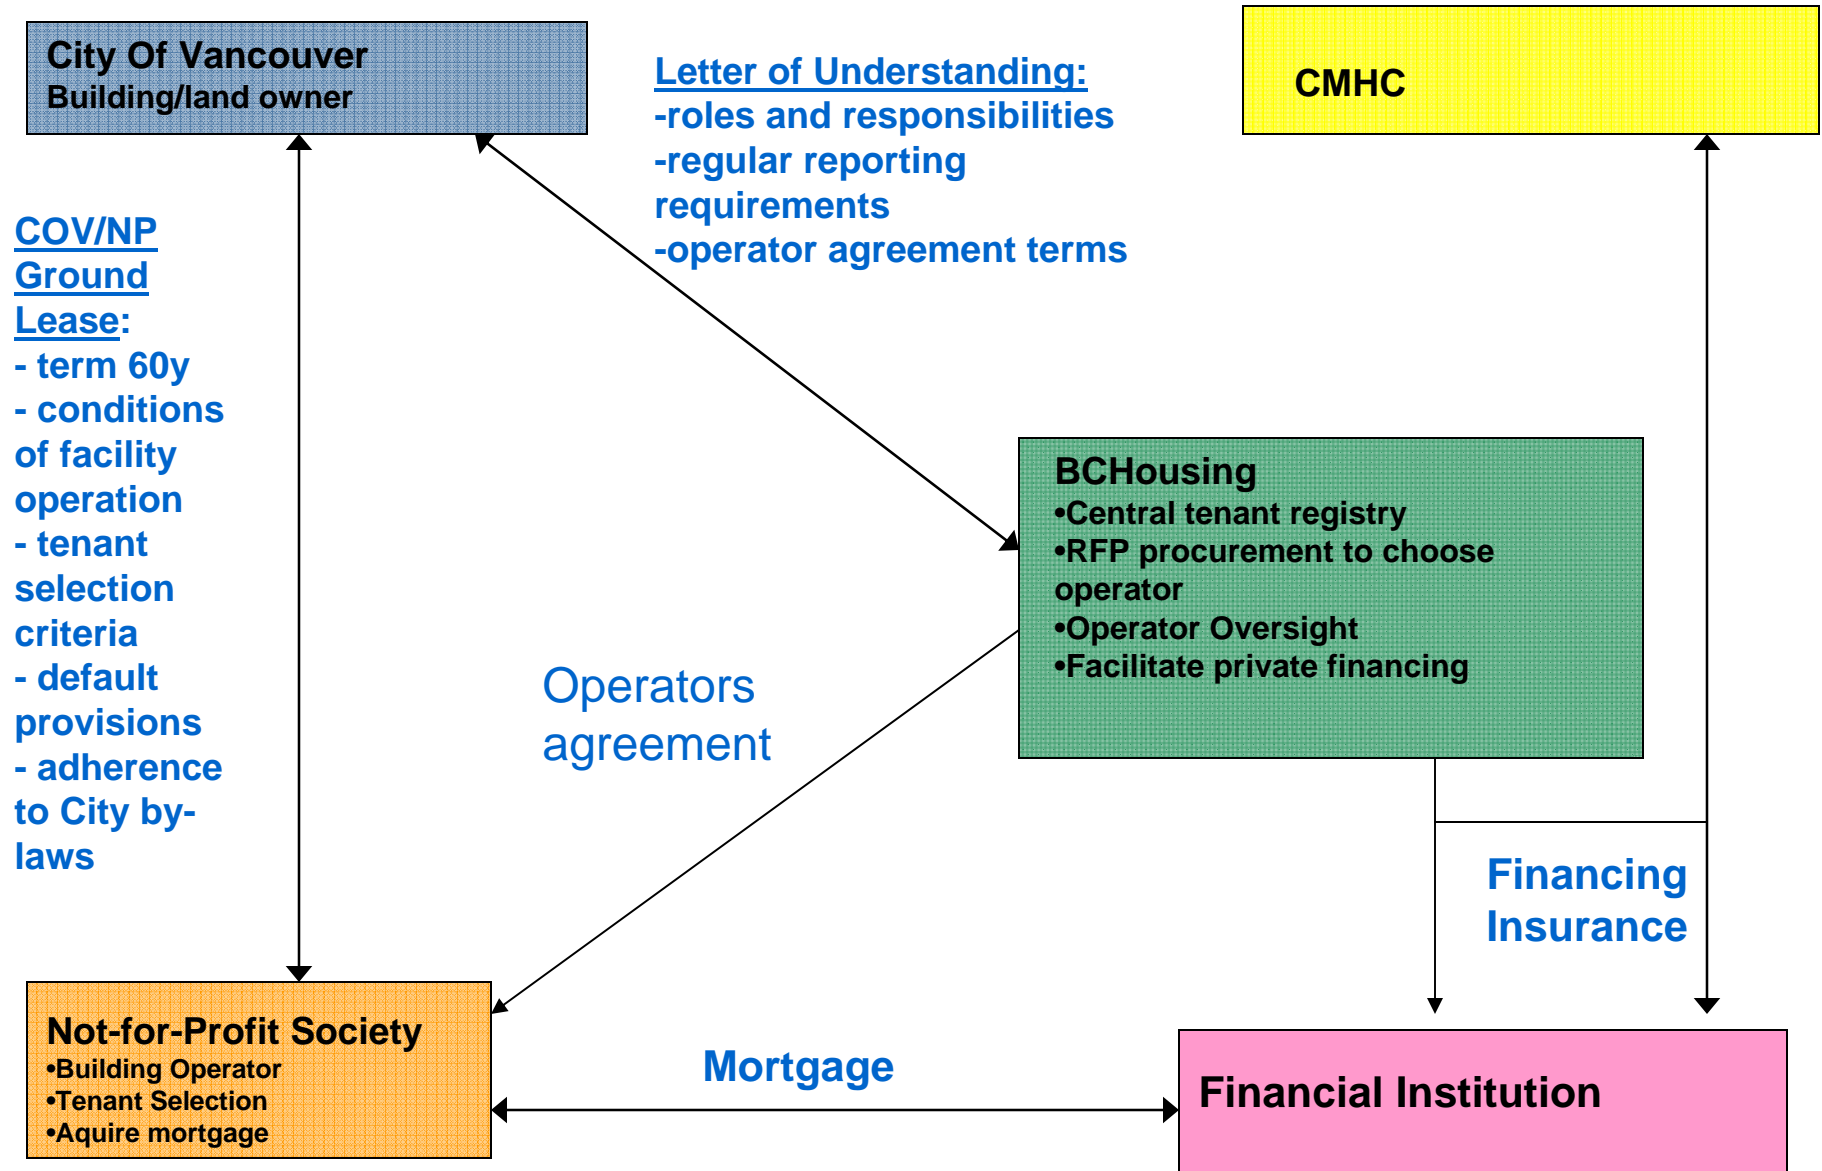 City Of Vancouver
Building/land owner
Letter of Understanding:
-roles and responsibilities
-regular reporting
requirements
-operator agreement terms
CMHC
COV/NP
Ground
Lease:
- term 60y
- conditions
of facility
operation
- tenant
selection
criteria
- default
provisions
- adherence
to City by-
laws
BCHousing
•Central tenant registry
•RFP procurement to choose
operator
•Operator Oversight
•Facilitate private financing
Operators
agreement
Financing
Insurance
Not-for-Profit Society
•Building Operator
•Tenant Selection
•Aquire mortgage
Mortgage
Financial Institution